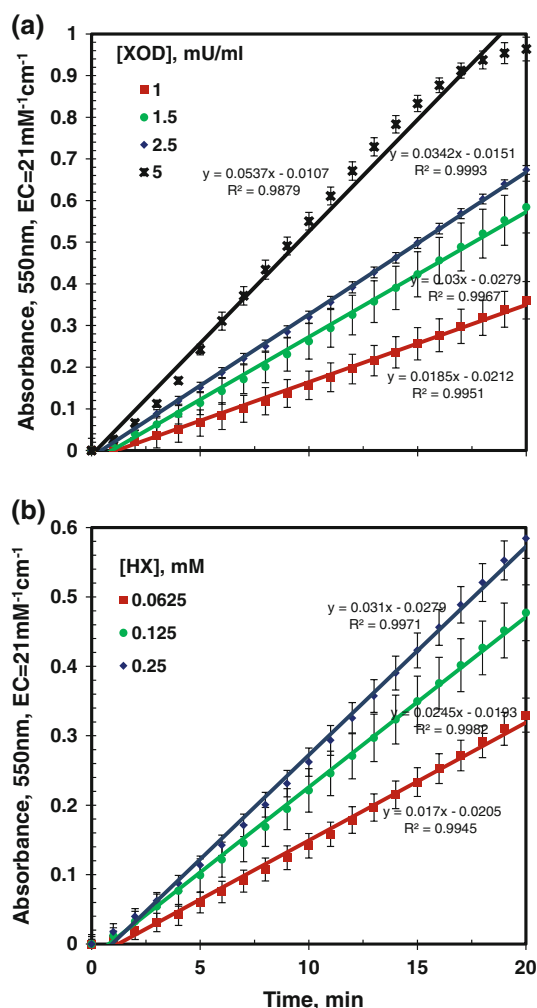 (a)
[XOD], mU/ml
1
1.5
2.5
5
y = 0.0537x - 0.0107
R² = 0.9879
y = 0.0342x - 0.0151
R² = 0.9993
y = 0.03x - 0.0279
R² = 0.9967
y = 0.0185x - 0.0212
R² = 0.9951
Absorbance, 550nm, EC=21mM⁻¹cm⁻¹
1
0.9
0.8
0.7
0.6
0.5
0.4
0.3
0.2
0.1
0
0
5
10
15
20
(b)
[HX], mM
0.0625
0.125
0.25
y = 0.031x - 0.0279
R² = 0.9971
y = 0.0245x - 0.0193
R² = 0.9982
y = 0.017x - 0.0205
R² = 0.9945
Absorbance, 550nm, EC=21mM⁻¹cm⁻¹
0.6
0.5
0.4
0.3
0.2
0.1
0
0
5
10
15
20
Time, min